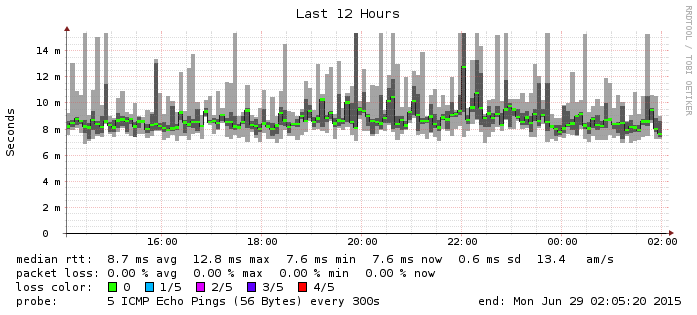 Last 12 Hours
RRDTOOL / TOBI OETIKER
Seconds
14 m
12 m
10 m
8 m
6 m
4 m
2 m
0
16:00 18:00 20:00 22:00 00:00 02:00
median rtt: 8.7 ms avg 12.8 ms max 7.6 ms min 7.6 ms now 0.6 ms sd 13.4 am/s
packet loss: 0.00 % avg 0.00 % max 0.00 % min 0.00 % now
loss color: 0 1/5 2/5 3/5 4/5
probe: 5 ICMP Echo Pings (56 Bytes) every 300s end: Mon Jun 29 02:05:20 2015